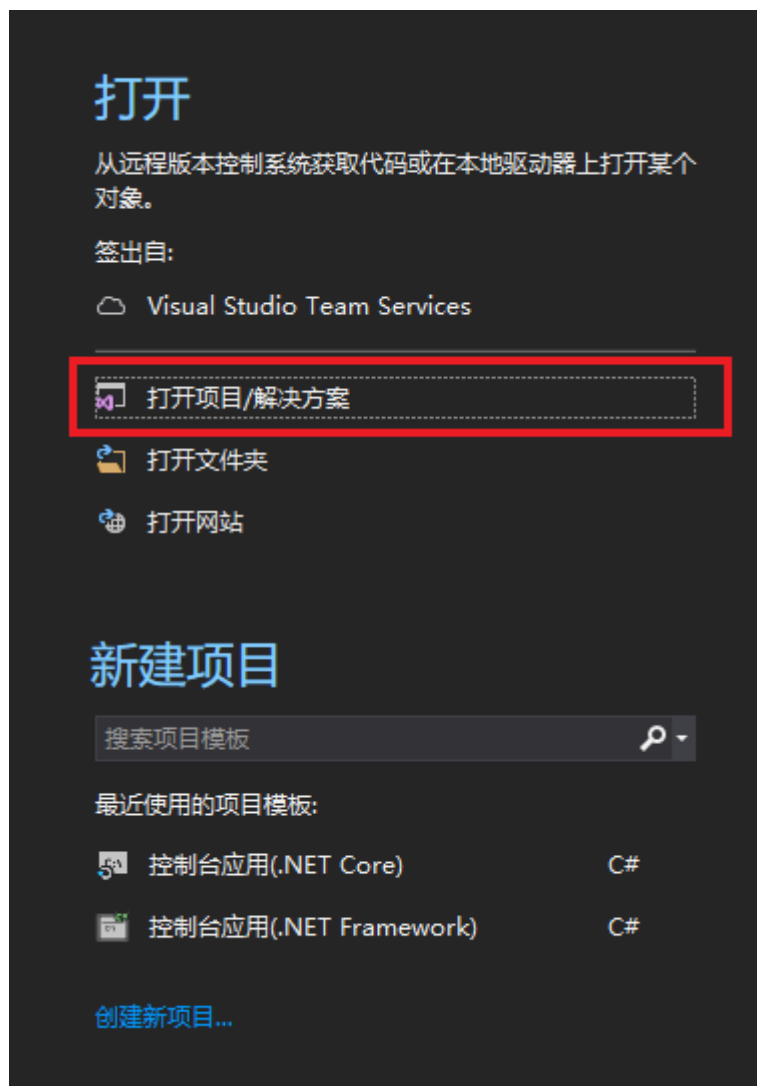 打开
从远程版本控制系统获取代码或在本地驱动器上打开某个
对象。
签出自:
Visual Studio Team Services
打开项目/解决方案
打开文件夹
打开网站
新建项目
搜索项目模板
最近使用的项目模板:
控制台应用(.NET Core) C#
控制台应用(.NET Framework) C#
创建新项目...